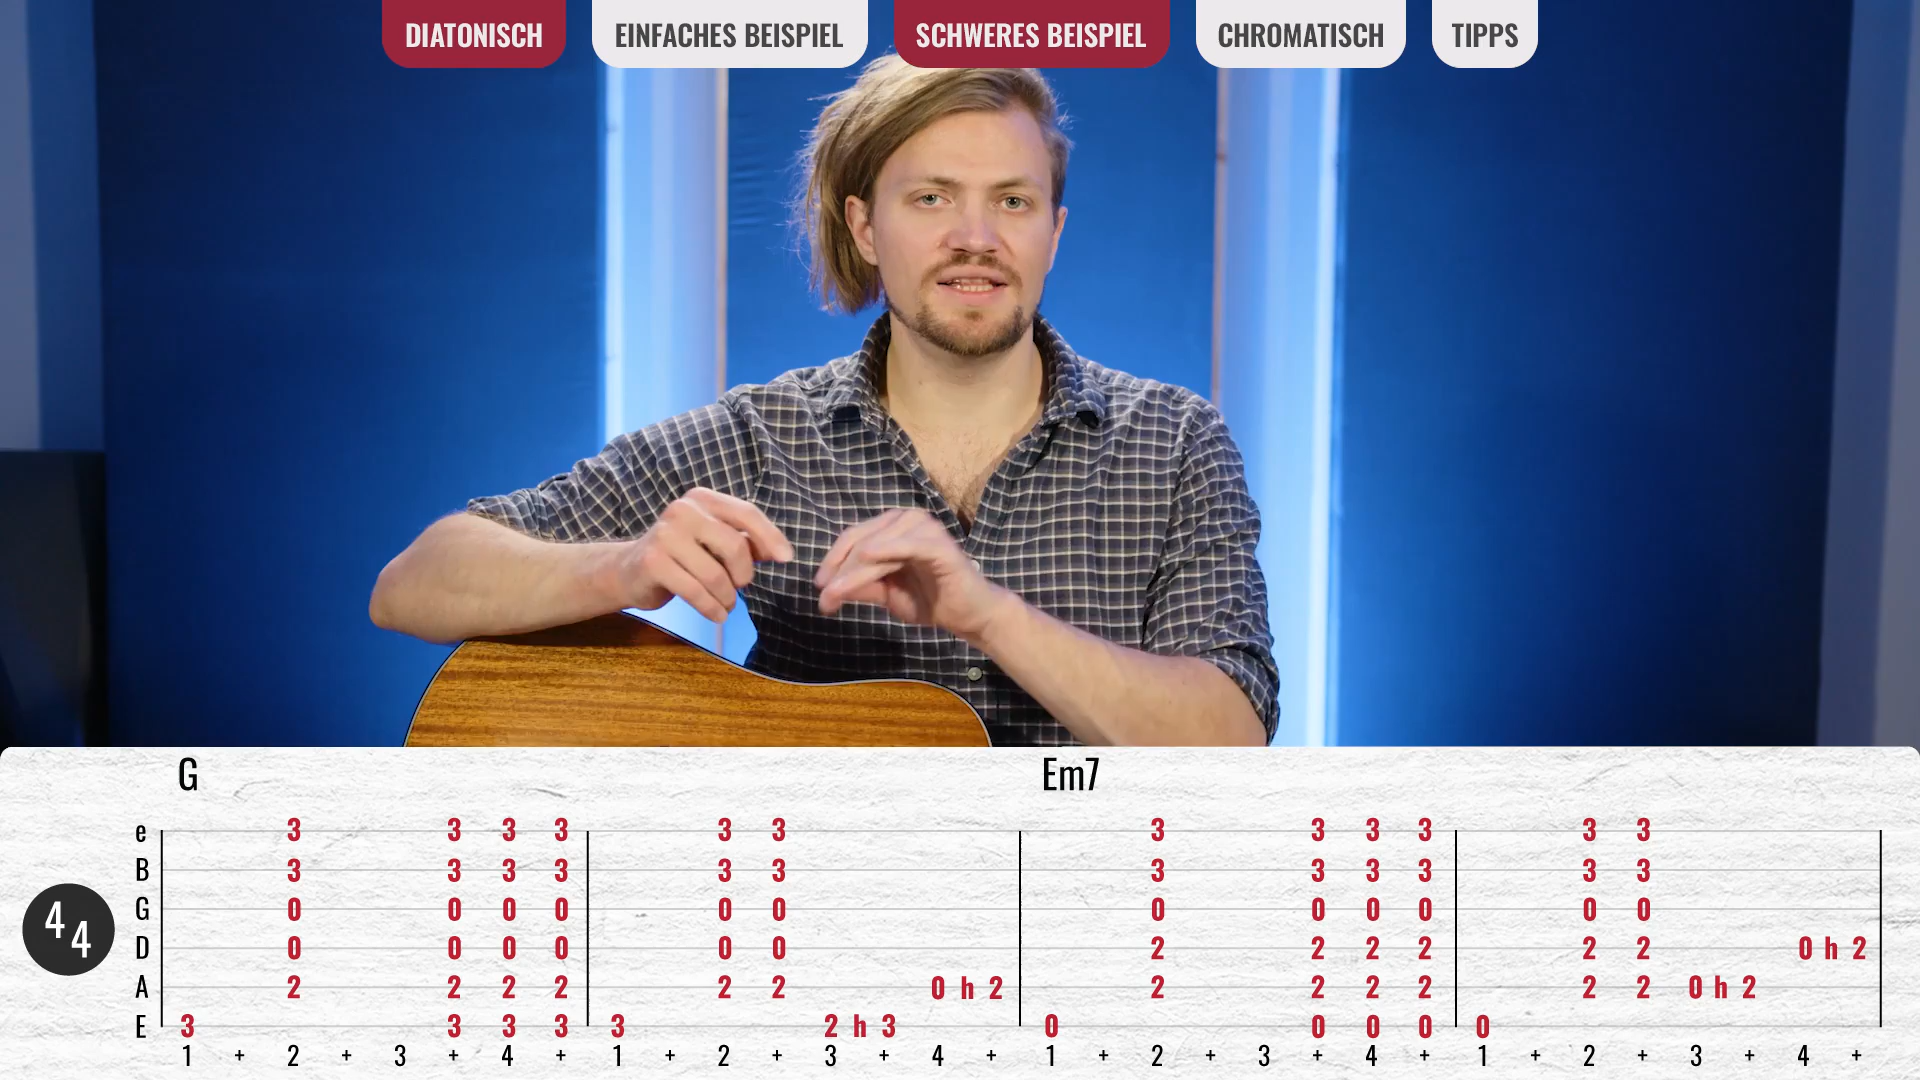 DIATONISCH EINFACHES BEISPIEL SCHWERES BEISPIEL CHROMATISCH TIPPS
G Em7
e 3 3 3 3 3 3 3 3 3 3 3 3
B 3 3 3 3 3 3 3 3 3 3 3 3
G 0 0 0 0 0 0 0 0 0 0 0 0
4 4
D 0 0 0 0 0 0 2 2 2 2 2 2 0 h 2
A 2 2 2 2 2 2 0 h 2 2 2 2 2 2 2 0 h 2
E 3 3 3 3 3 2 h 3 0 0 0 0 0
1 + 2 + 3 + 4 + 1 + 2 + 3 + 4 + 1 + 2 + 3 + 4 + 1 + 2 + 3 + 4 +